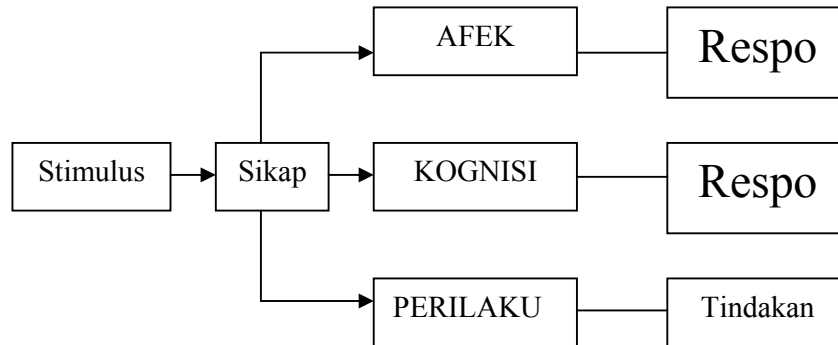 AFEK
Respo
Stimulus
Sikap
KOGNISI
Respo
PERILAKU
Tindakan